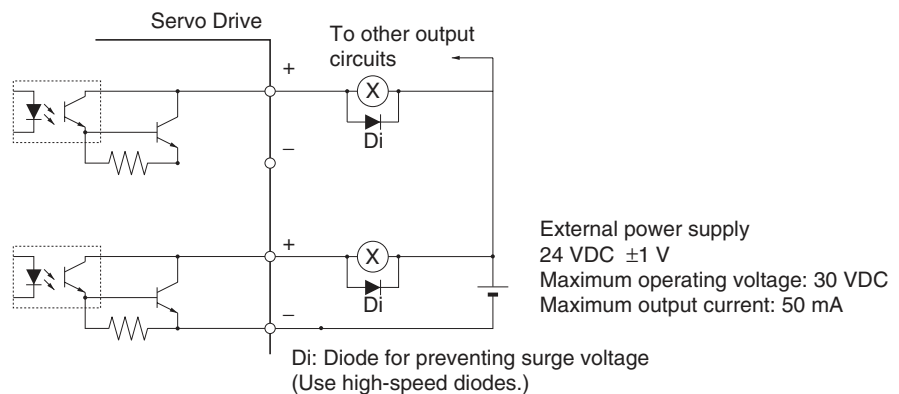 Servo Drive
To other output
circuits
+
X
Di
−
+
X
Di
−
External power supply
24 VDC ±1 V
Maximum operating voltage: 30 VDC
Maximum output current: 50 mA
Di: Diode for preventing surge voltage
(Use high-speed diodes.)